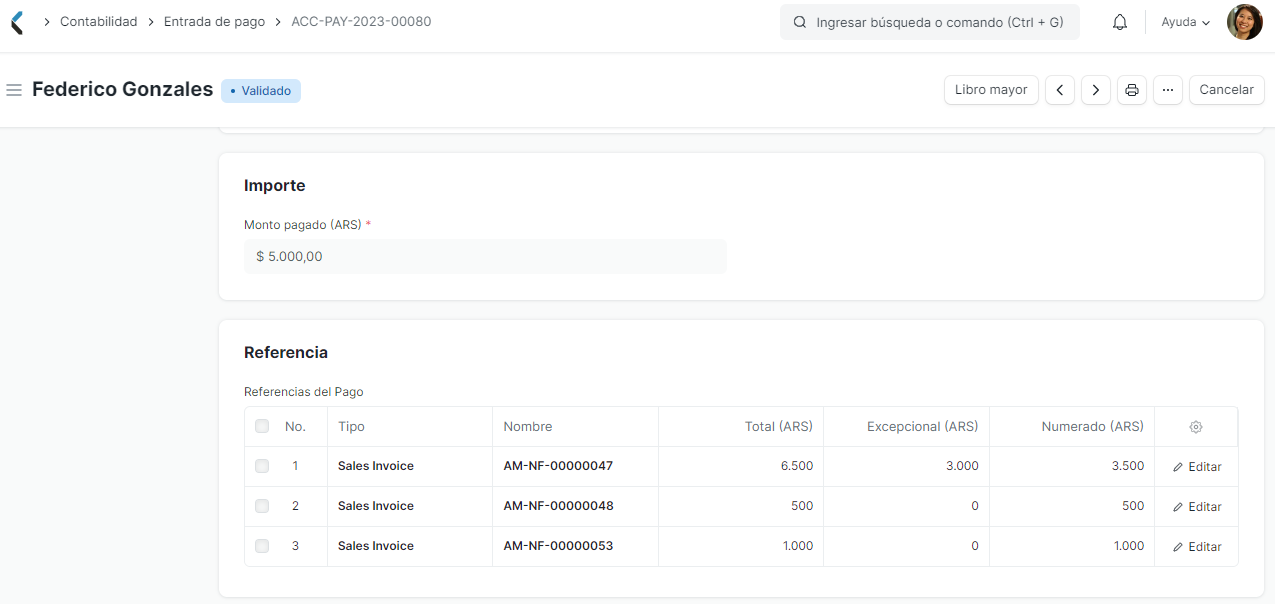 Contabilidad > Entrada de pago > ACC-PAY-2023-00080
Ingresar búsqueda o comando (Ctrl + G)
Ayuda
Federico Gonzales
Validado
Libro mayor
Cancelar
Importe
Monto pagado (ARS) *
$ 5.000,00
Referencia
Referencias del Pago
No. Tipo Nombre Total (ARS) Excepcional (ARS) Numerado (ARS)
1 Sales Invoice AM-NF-00000047 6.500 3.000 3.500 Editar
2 Sales Invoice AM-NF-00000048 500 0 500 Editar
3 Sales Invoice AM-NF-00000053 1.000 0 1.000 Editar